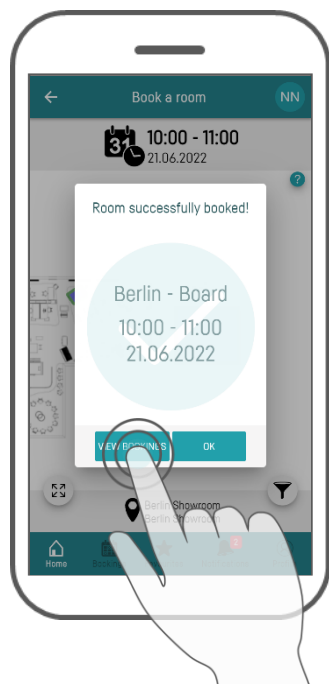 Book a room
NN
31
10:00 - 11:00
21.06.2022
?
Room successfully booked!
Berlin - Board
10:00 - 11:00
21.06.2022
VIEW BOOKINGS
OK
Berlin Showroom
Berlin Showroom
Home